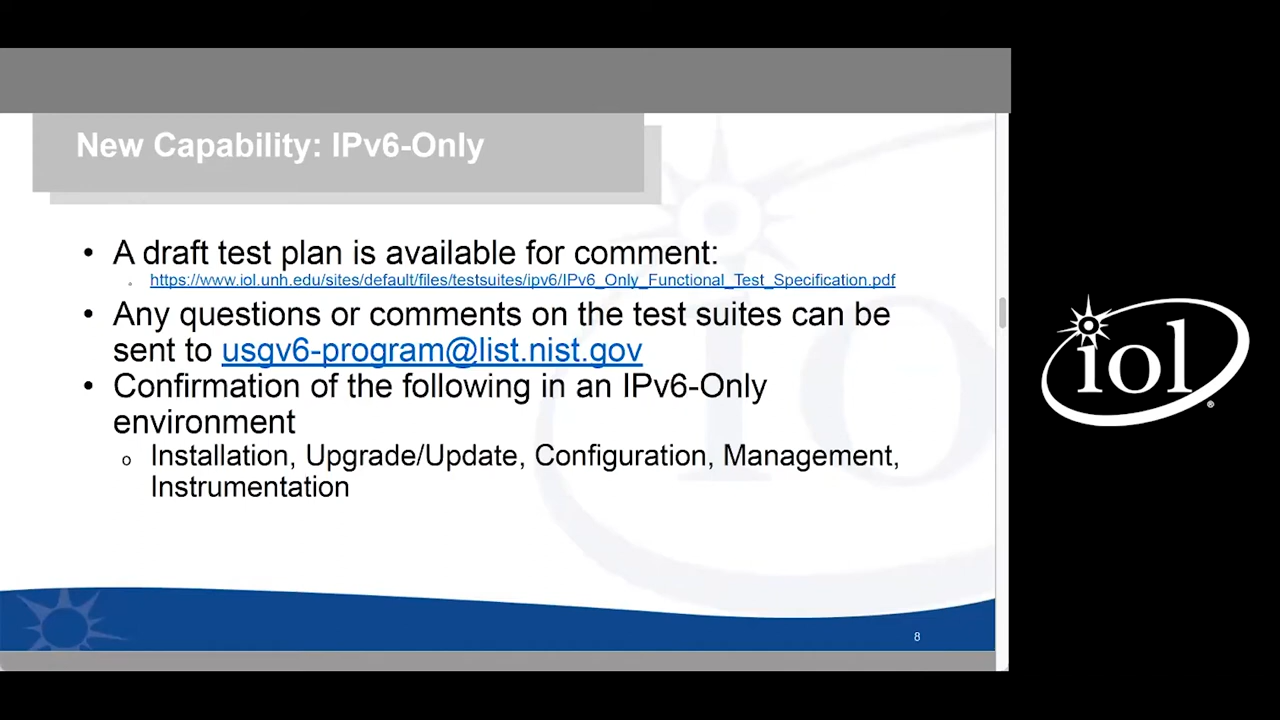 New Capability: IPv6-Only
• A draft test plan is available for comment:
https://www.iol.unh.edu/sites/default/files/testsuites/ipv6/IPv6_Only_Functional_Test_Specification.pdf
• Any questions or comments on the test suites can be
sent to usgv6-program@list.nist.gov
• Confirmation of the following in an IPv6-Only
environment
o Installation, Upgrade/Update, Configuration, Management,
Instrumentation
8
iol
®